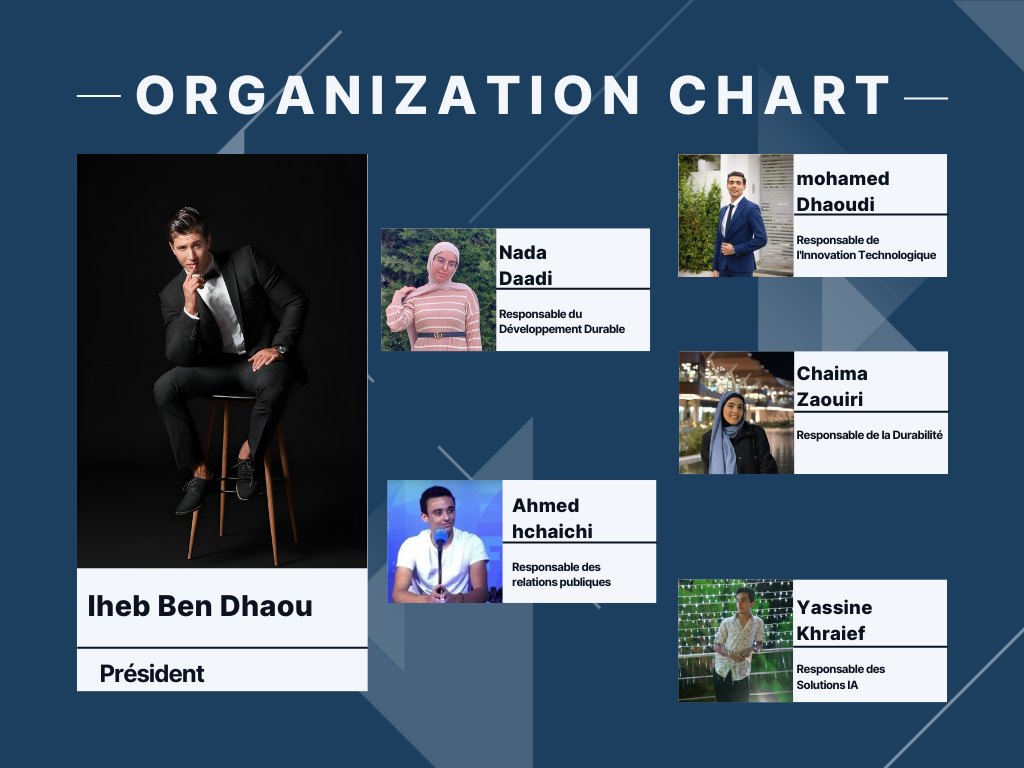 ORGANIZATION CHART
Iheb Ben Dhaou
Président
Nada
Daadi
Responsable du
Développement Durable
Ahmed
hchaichi
Responsable des
relations publiques
mohamed
Dhaoudi
Responsable de
l'Innovation Technologique
Chaima
Zaouiri
Responsable de la Durabilité
Yassine
Khraief
Responsable des
Solutions IA